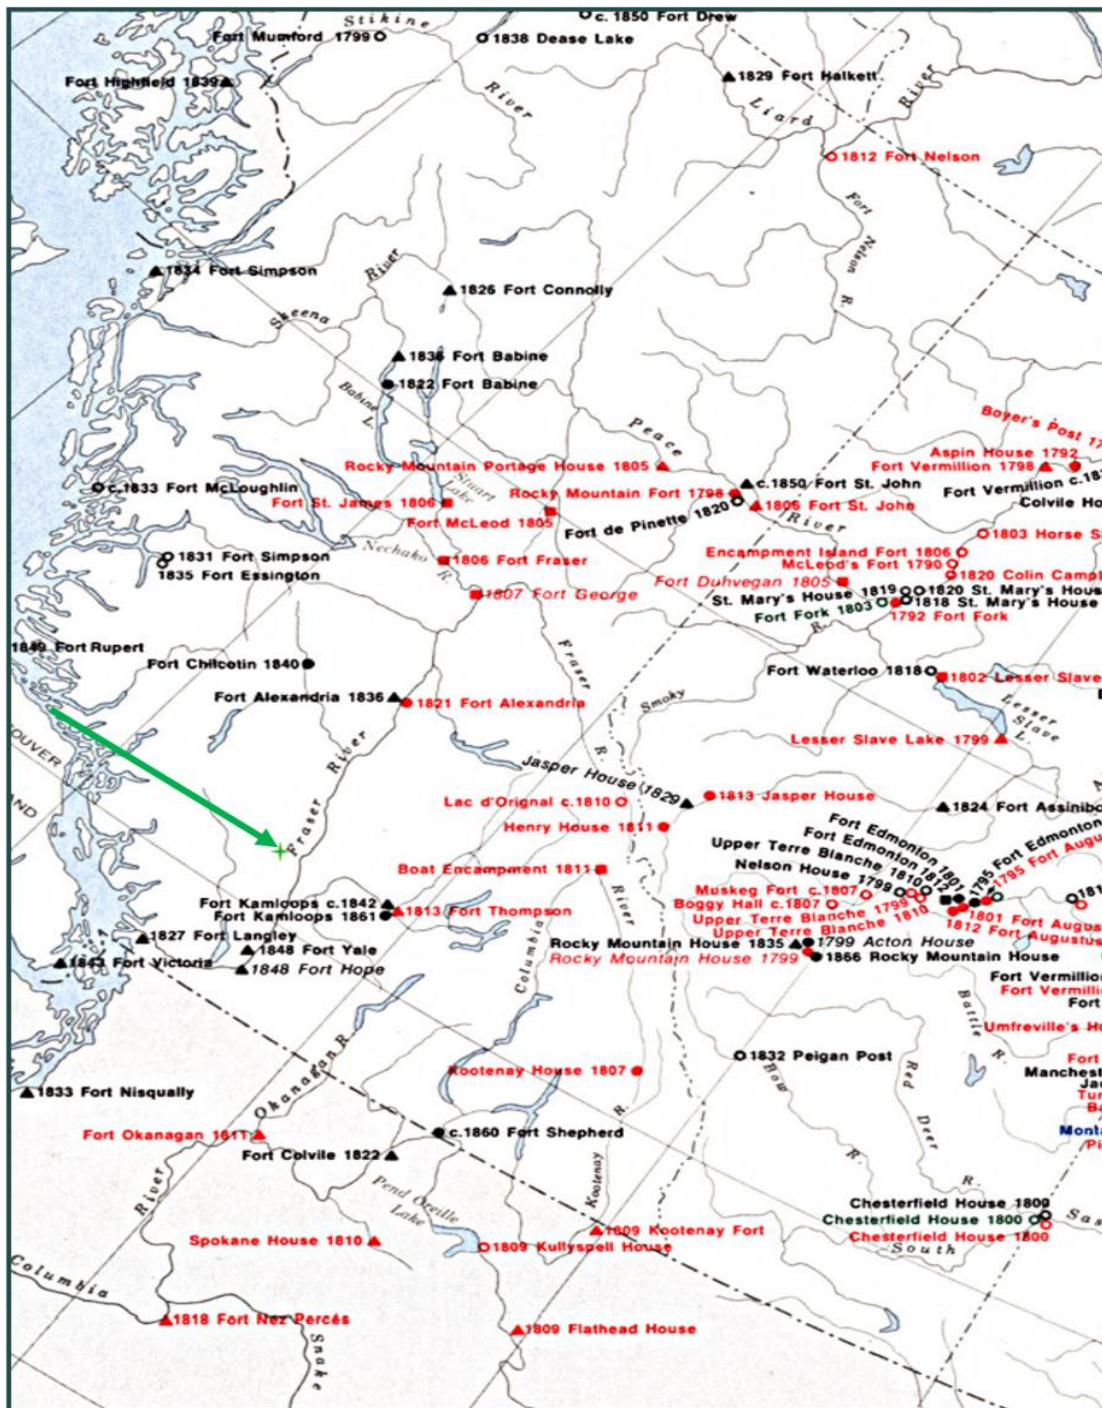 c. 1850 Fort Drew
Stikine
Fort Mumford 1799
1838 Dease Lake
Fort Highfield 1839
1829 Fort Halkett
River
River
Liard
1812 Fort Nelson
Fort Nelson R.
1834 Fort Simpson
River
1826 Fort Connolly
Skeena
1836 Fort Babine
1822 Fort Babine
Babine L.
Peace
Boyer's Post
Aspin House 1792
Rocky Mountain Portage House 1805
Fort Vermillion 1798
Stuart Lake
c.1833 Fort McLoughlin
c.1850 Fort St. John
Fort Vermillion
Rocky Mountain Fort 1798
Fort St. James 1806
Fort de Pinette 1820
1806 Fort St. John
Colvile
Fort McLeod 1805
River
1803 Horse
Nechako R.
Encampment Island Fort 1806
1831 Fort Simpson
1806 Fort Fraser
McLeod's Fort 1790
1835 Fort Essington
Fort Duhvegan 1805
1820 Colin
1807 Fort George
St. Mary's House 1819
1820 St. Mary's
Fort Fork 1803
1818 St. Mary's House
1792 Fort Fork
R.
1849 Fort Rupert
Fort Chilcotin 1840
Fraser
Fort Waterloo 1818
1802 Lesser Slave
Fort Alexandria 1836
1821 Fort Alexandria
Smoky
Lesser Slave L.
Lesser Slave Lake 1799
R.
Jasper House (1829)
Fraser River
Lac d'Orignal c.1810
1813 Jasper House
1824 Fort
Henry House 1811
Fort Edmonton
Fort Edmonion 1801
Fort Edmonion 1812
1795 Fort
Upper Terre Blanche 1810
Boat Encampment 1811
Nelson House 1799
Muskeg Fort c.1807
Fort Kamloops c.1842
Boggy Hall c.1807
Fort Kamloops 1861
1813 Fort Thompson
River
Upper Terre Blanche 1799
1801 Fort
Upper Terre Blanche 1810
1812 Fort Augustus
1827 Fort Langley
Columbia
Rocky Mountain House 1835
1799 Acton House
1848 Fort Yale
Rocky Mountain House 1799
1866 Rocky Mountain House
1843 Fort Victoria
1848 Fort Hope
Fort Vermillion
Battle R.
Fort
Umfreville's
1832 Peigan Post
Fort
Kootenay House 1807
Bow
Red Deer
1833 Fort Nisqually
Okanagan R.
R.
Fort Okanagan 1811
c.1860 Fort Shepherd
Fort Colvile 1822
Kootenay
R.
R.
River
Pend Oreille Lake
Chesterfield House 1809
Chesterfield House 1800
Chesterfield House 1800
1809 Kootenay Fort
Spokane House 1810
1809 Kullyspell House
South
Columbia
1818 Fort Nez Percés
1809 Flathead House
Snake